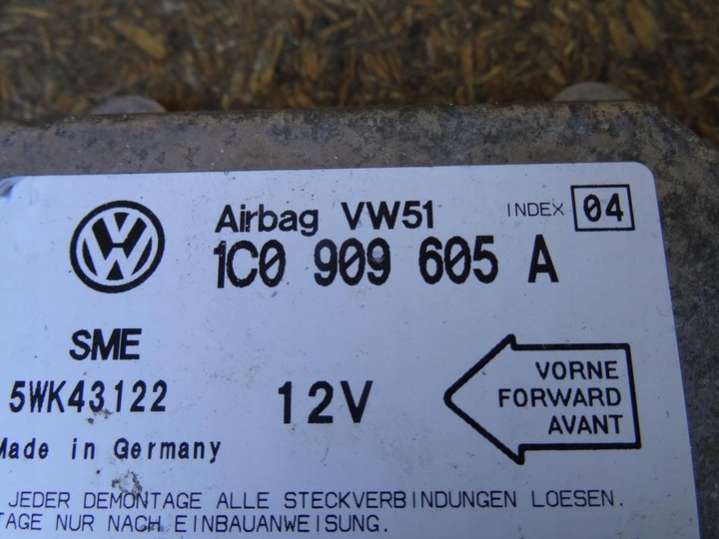 Airbag VW51 INDEX 04
1C0 909 605 A
SME
5WK43122 12V
VORNE
FORWARD
AVANT
Made in Germany
JEDER DEMONTAGE ALLE STECKVERBINDUNGEN LOESEN.
TAGE NUR NACH EINBAUANWEISUNG.